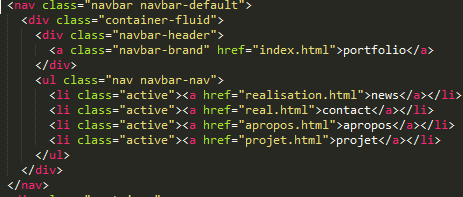 <nav class="navbar navbar-default">
<div class="container-fluid">
<div class="navbar-header">
<a class="navbar-brand" href="index.html">portfolio</a>
</div>
<ul class="nav navbar-nav">
<li class="active"><a href="realisation.html">news</a></li>
<li class="active"><a href="real.html">contact</a></li>
<li class="active"><a href="apropos.html">apropos</a></li>
<li class="active"><a href="projet.html">projet</a></li>
</ul>
</div>
</nav>